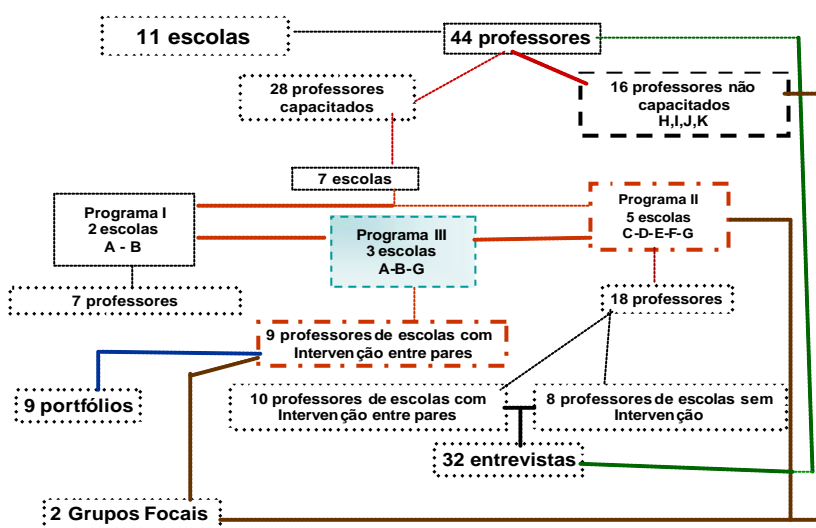 11 escolas
44 professores
28 professores
capacitados
16 professores não
capacitados
H,I,J,K
7 escolas
Programa I
2 escolas
A - B
Programa III
3 escolas
A-B-G
Programa II
5 escolas
C-D-E-F-G
7 professores
18 professores
9 professores de escolas com
Intervenção entre pares
9 portfólios
10 professores de escolas com
Intervenção entre pares
8 professores de escolas sem
Intervenção
32 entrevistas
2 Grupos Focais